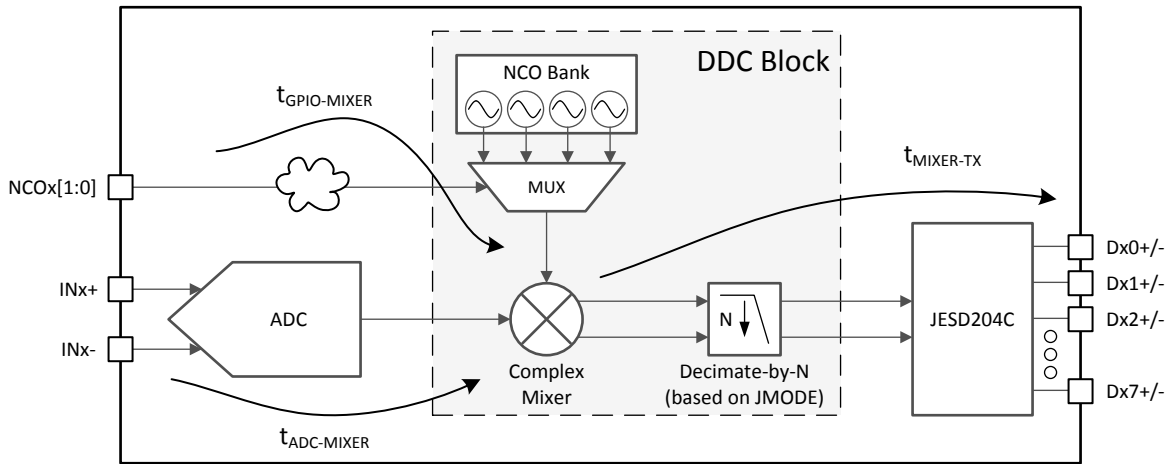 NCO Bank
DDC Block
tGPIO-MIXER
tMIXER-TX
NCOx[1:0]
MUX
INx+
INx-
ADC
Complex
Mixer
N
Decimate-by-N
(based on JMODE)
JESD204C
Dx0+/-
Dx1+/-
Dx2+/-
Dx7+/-
tADC-MIXER